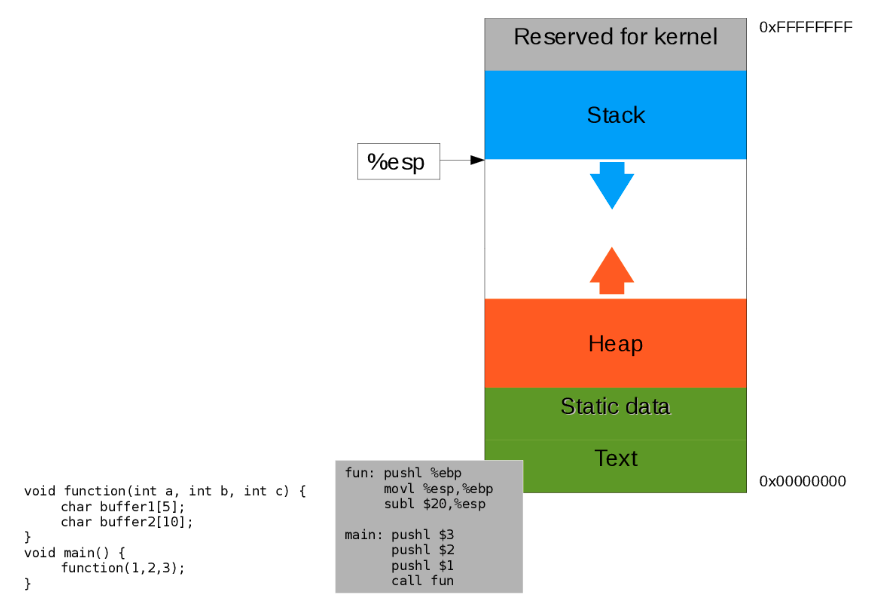 Reserved for kernel
0xFFFFFFFF
Stack
%esp
Heap
Static data
Text
0x00000000
void function(int a, int b, int c) {
char buffer1[5];
char buffer2[10];
}
void main() {
function(1,2,3);
}
fun: pushl %ebp
movl %esp,%ebp
subl $20,%esp
main: pushl $3
pushl $2
pushl $1
call fun